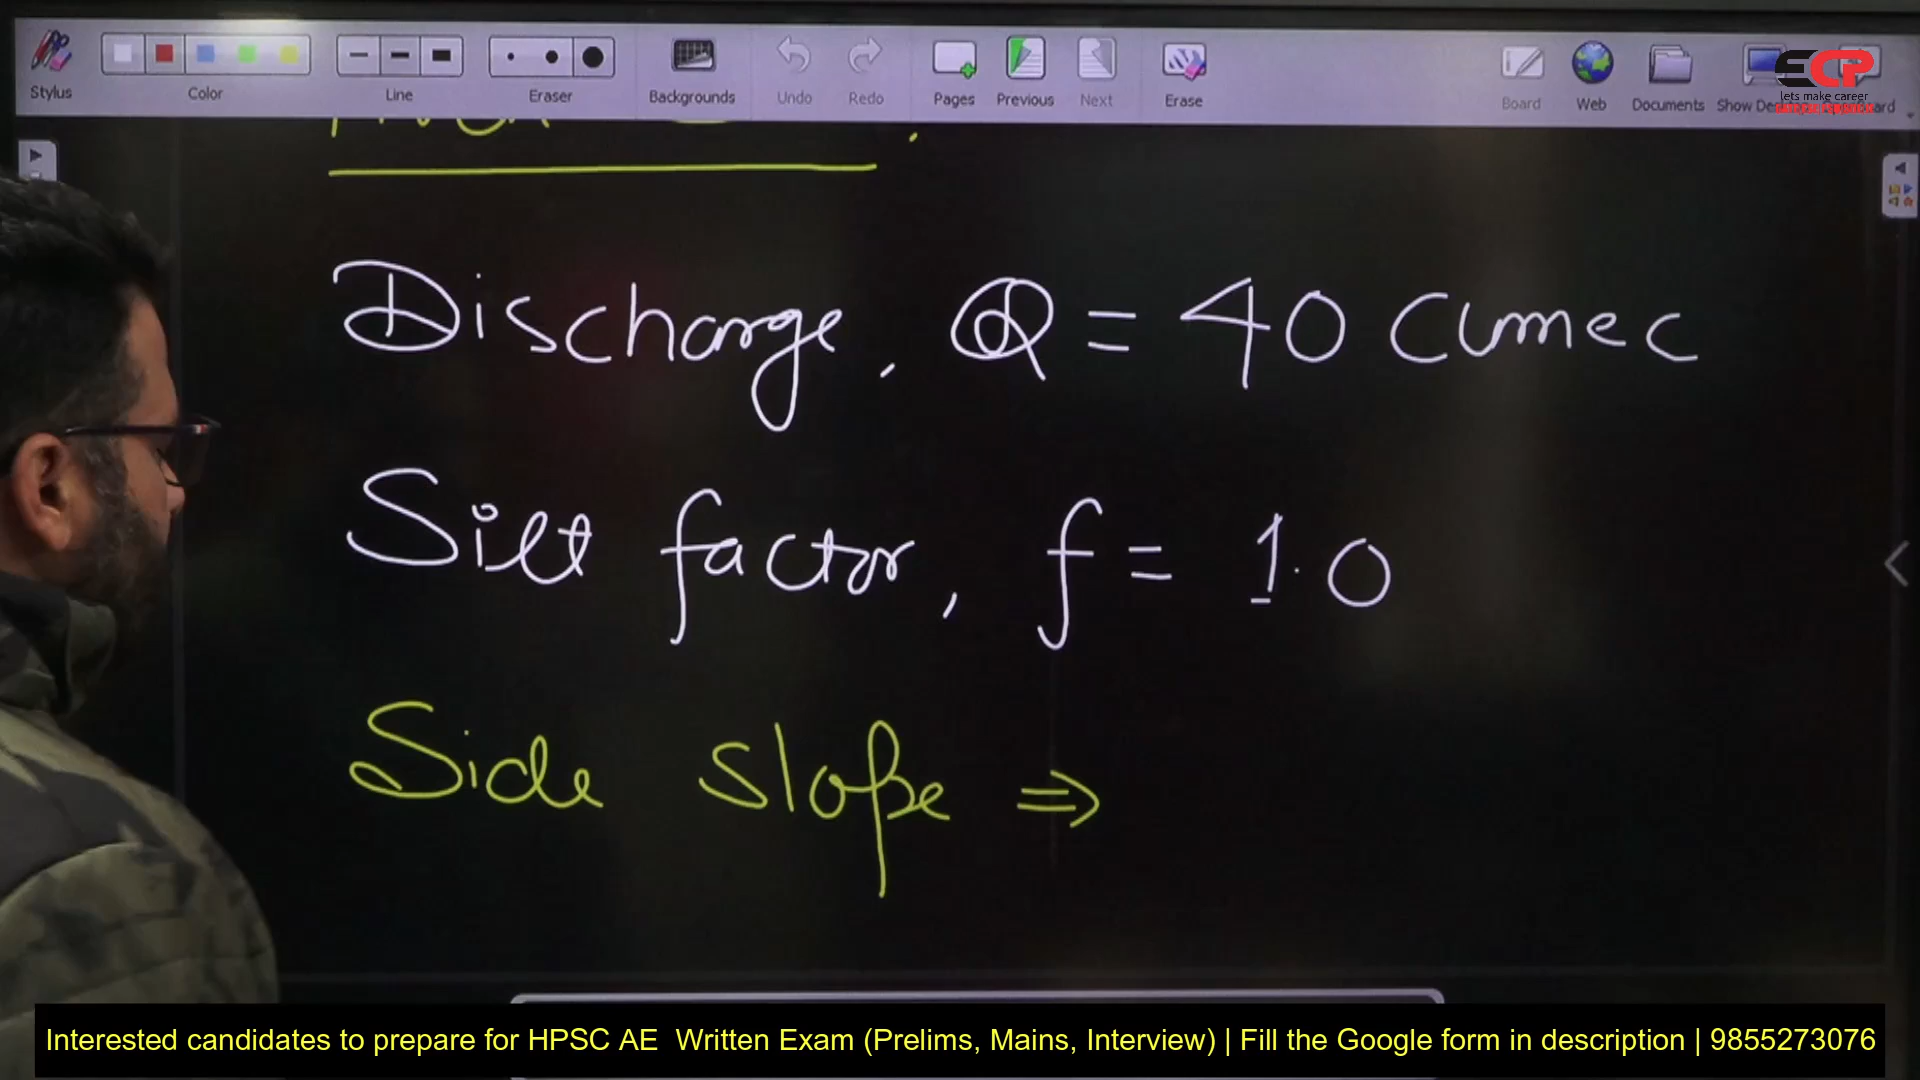 Stylus Color Line Eraser Backgrounds Undo Redo Pages Previous Next Erase Board Web Documents Show
ECP
lets make career
Discharge, Q = 40 Cumec
Silt factor, f = 1.0
Side slope ⇒
Interested candidates to prepare for HPSC AE Written Exam (Prelims, Mains, Interview) | Fill the Google form in description | 9855273076